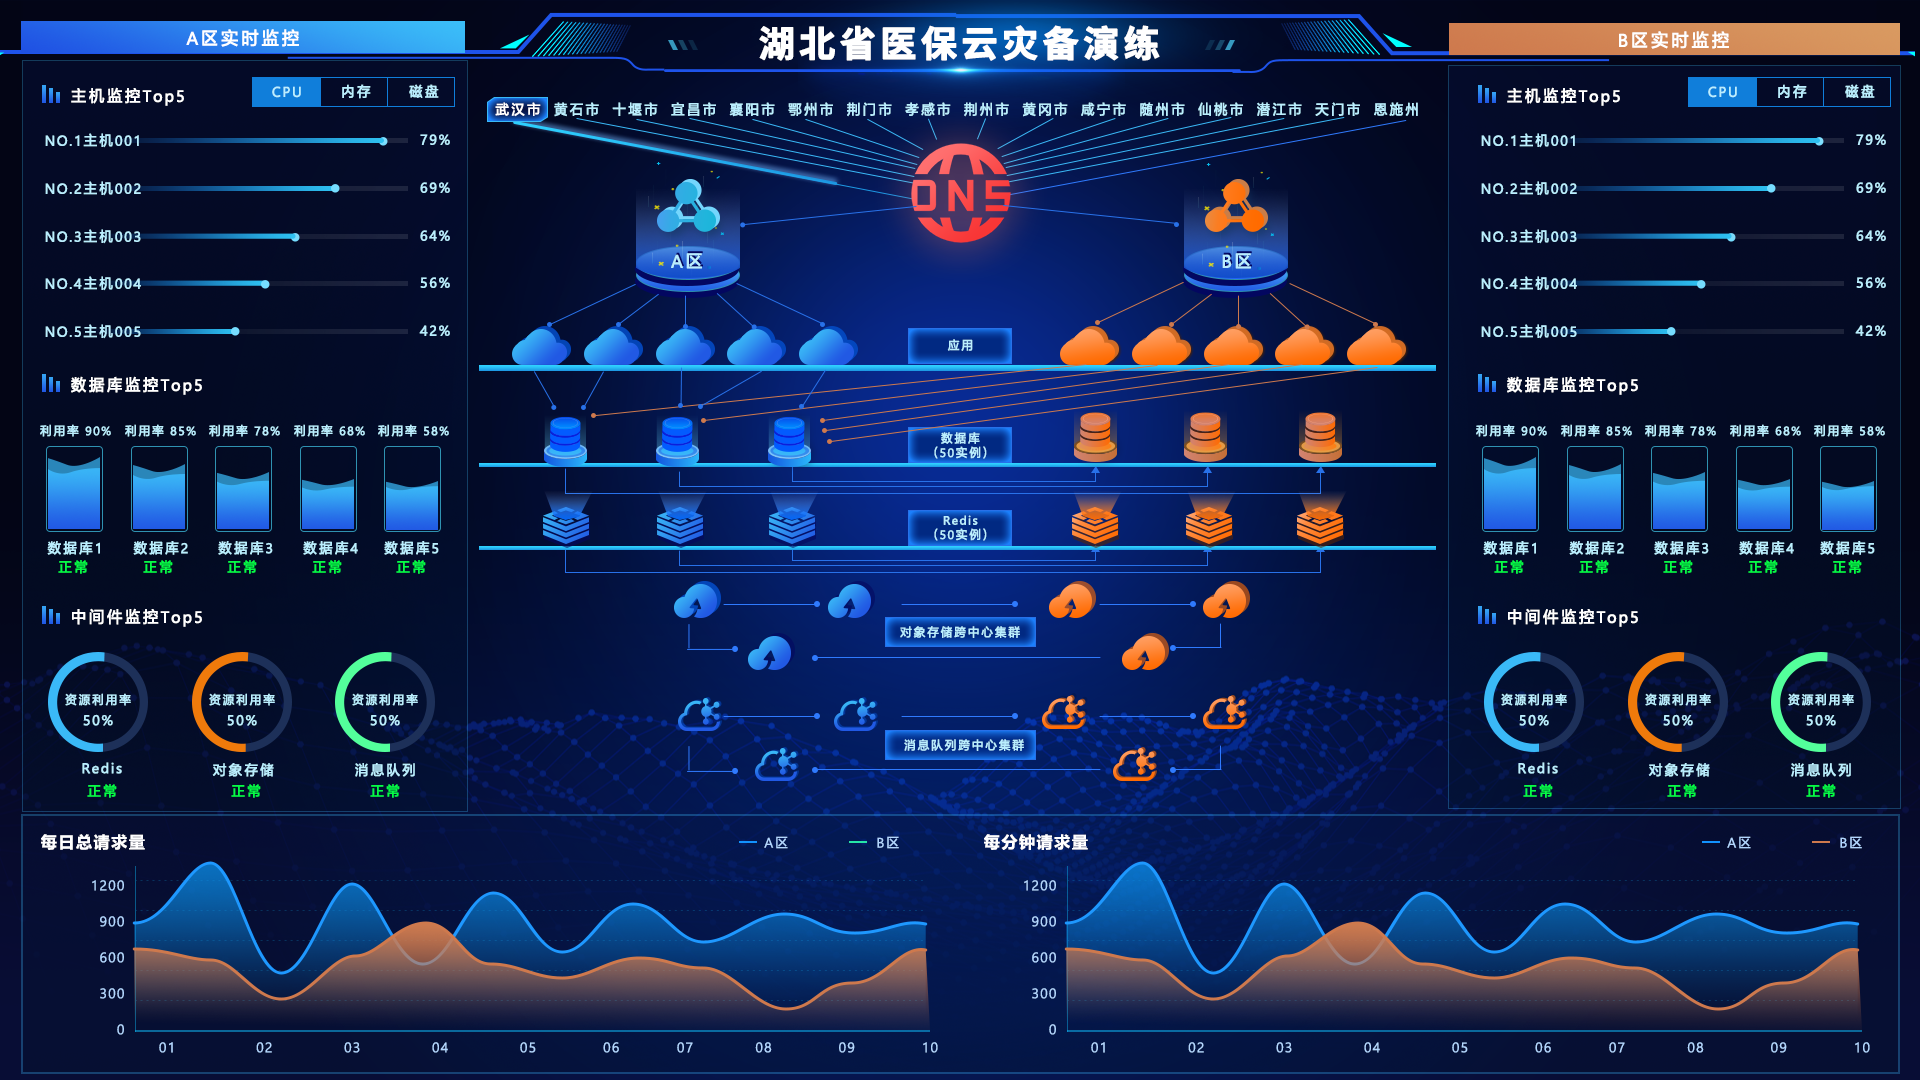 湖北省医保云灾备演练
A区实时监控
主机监控Top5
CPU 内存 磁盘
NO.1主机001 79%
NO.2主机002 69%
NO.3主机003 64%
NO.4主机004 56%
NO.5主机005 42%
数据库监控Top5
利用率 90% 利用率 85% 利用率 78% 利用率 68% 利用率 58%
数据库1 数据库2 数据库3 数据库4 数据库5
正常 正常 正常 正常 正常
中间件监控Top5
资源利用率 资源利用率 资源利用率
50% 50% 50%
Redis 对象存储 消息队列
正常 正常 正常
武汉市 黄石市 十堰市 宜昌市 襄阳市 鄂州市 荆门市 孝感市 荆州市 黄冈市 咸宁市 随州市 仙桃市 潜江市 天门市 恩施州
DNS
A区 B区
应用
数据库
(50实例)
Redis
(50实例)
对象存储跨中心集群
消息队列跨中心集群
B区实时监控
主机监控Top5
CPU 内存 磁盘
NO.1主机001 79%
NO.2主机002 69%
NO.3主机003 64%
NO.4主机004 56%
NO.5主机005 42%
数据库监控Top5
利用率 90% 利用率 85% 利用率 78% 利用率 68% 利用率 58%
数据库1 数据库2 数据库3 数据库4 数据库5
正常 正常 正常 正常 正常
中间件监控Top5
资源利用率 资源利用率 资源利用率
50% 50% 50%
Redis 对象存储 消息队列
正常 正常 正常
每日总请求量 A区 B区
1200
900
600
300
0
01 02 03 04 05 06 07 08 09 10
每分钟请求量 A区 B区
1200
900
600
300
0
01 02 03 04 05 06 07 08 09 10